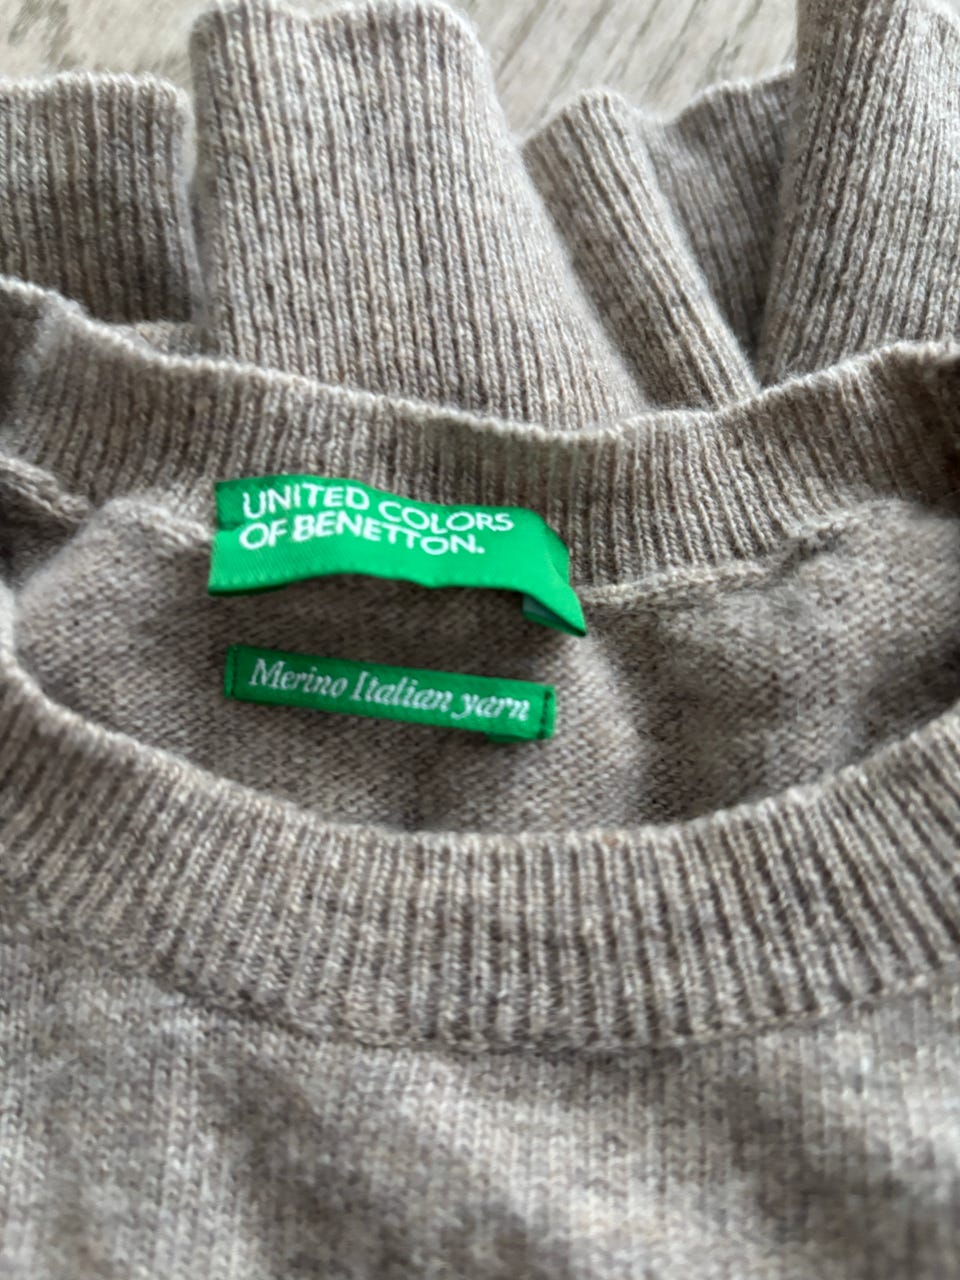 UNITED COLORS
OF BENETTON.
Merino Italian yarn